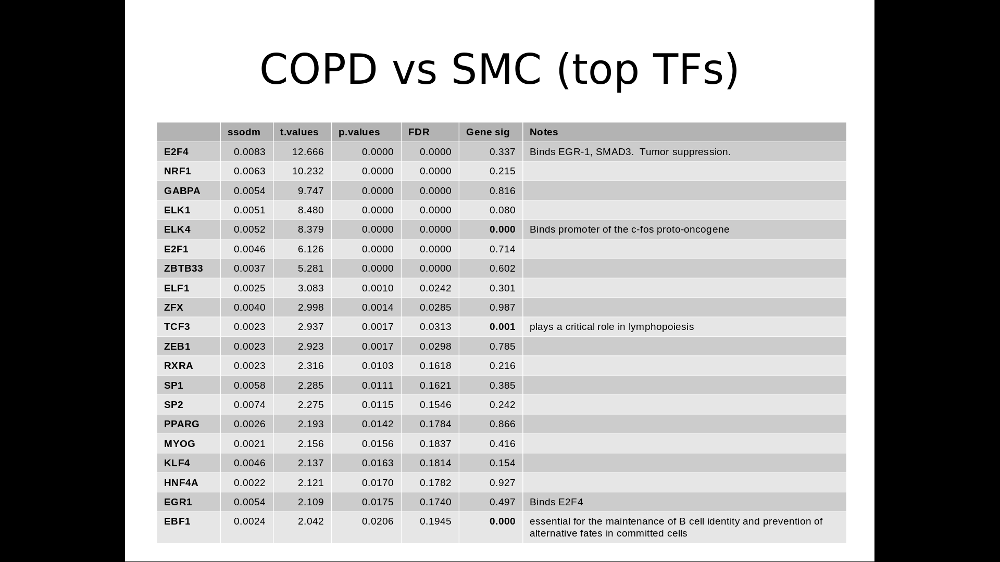 COPD vs SMC (top TFs)
ssodm t.values p.values FDR Gene sig Notes
E2F4 0.0083 12.666 0.0000 0.0000 0.337 Binds EGR-1, SMAD3.  Tumor suppression.
NRF1 0.0063 10.232 0.0000 0.0000 0.215
GABPA 0.0054 9.747 0.0000 0.0000 0.816
ELK1 0.0051 8.480 0.0000 0.0000 0.080
ELK4 0.0052 8.379 0.0000 0.0000 0.000 Binds promoter of the c-fos proto-oncogene
E2F1 0.0046 6.126 0.0000 0.0000 0.714
ZBTB33 0.0037 5.281 0.0000 0.0000 0.602
ELF1 0.0025 3.083 0.0010 0.0242 0.301
ZFX 0.0040 2.998 0.0014 0.0285 0.987
TCF3 0.0023 2.937 0.0017 0.0313 0.001 plays a critical role in lymphopoiesis
ZEB1 0.0023 2.923 0.0017 0.0298 0.785
RXRA 0.0023 2.316 0.0103 0.1618 0.216
SP1 0.0058 2.285 0.0111 0.1621 0.385
SP2 0.0074 2.275 0.0115 0.1546 0.242
PPARG 0.0026 2.193 0.0142 0.1784 0.866
MYOG 0.0021 2.156 0.0156 0.1837 0.416
KLF4 0.0046 2.137 0.0163 0.1814 0.154
HNF4A 0.0022 2.121 0.0170 0.1782 0.927
EGR1 0.0054 2.109 0.0175 0.1740 0.497 Binds E2F4
EBF1 0.0024 2.042 0.0206 0.1945 0.000 essential for the maintenance of B cell identity and prevention of
alternative fates in committed cells